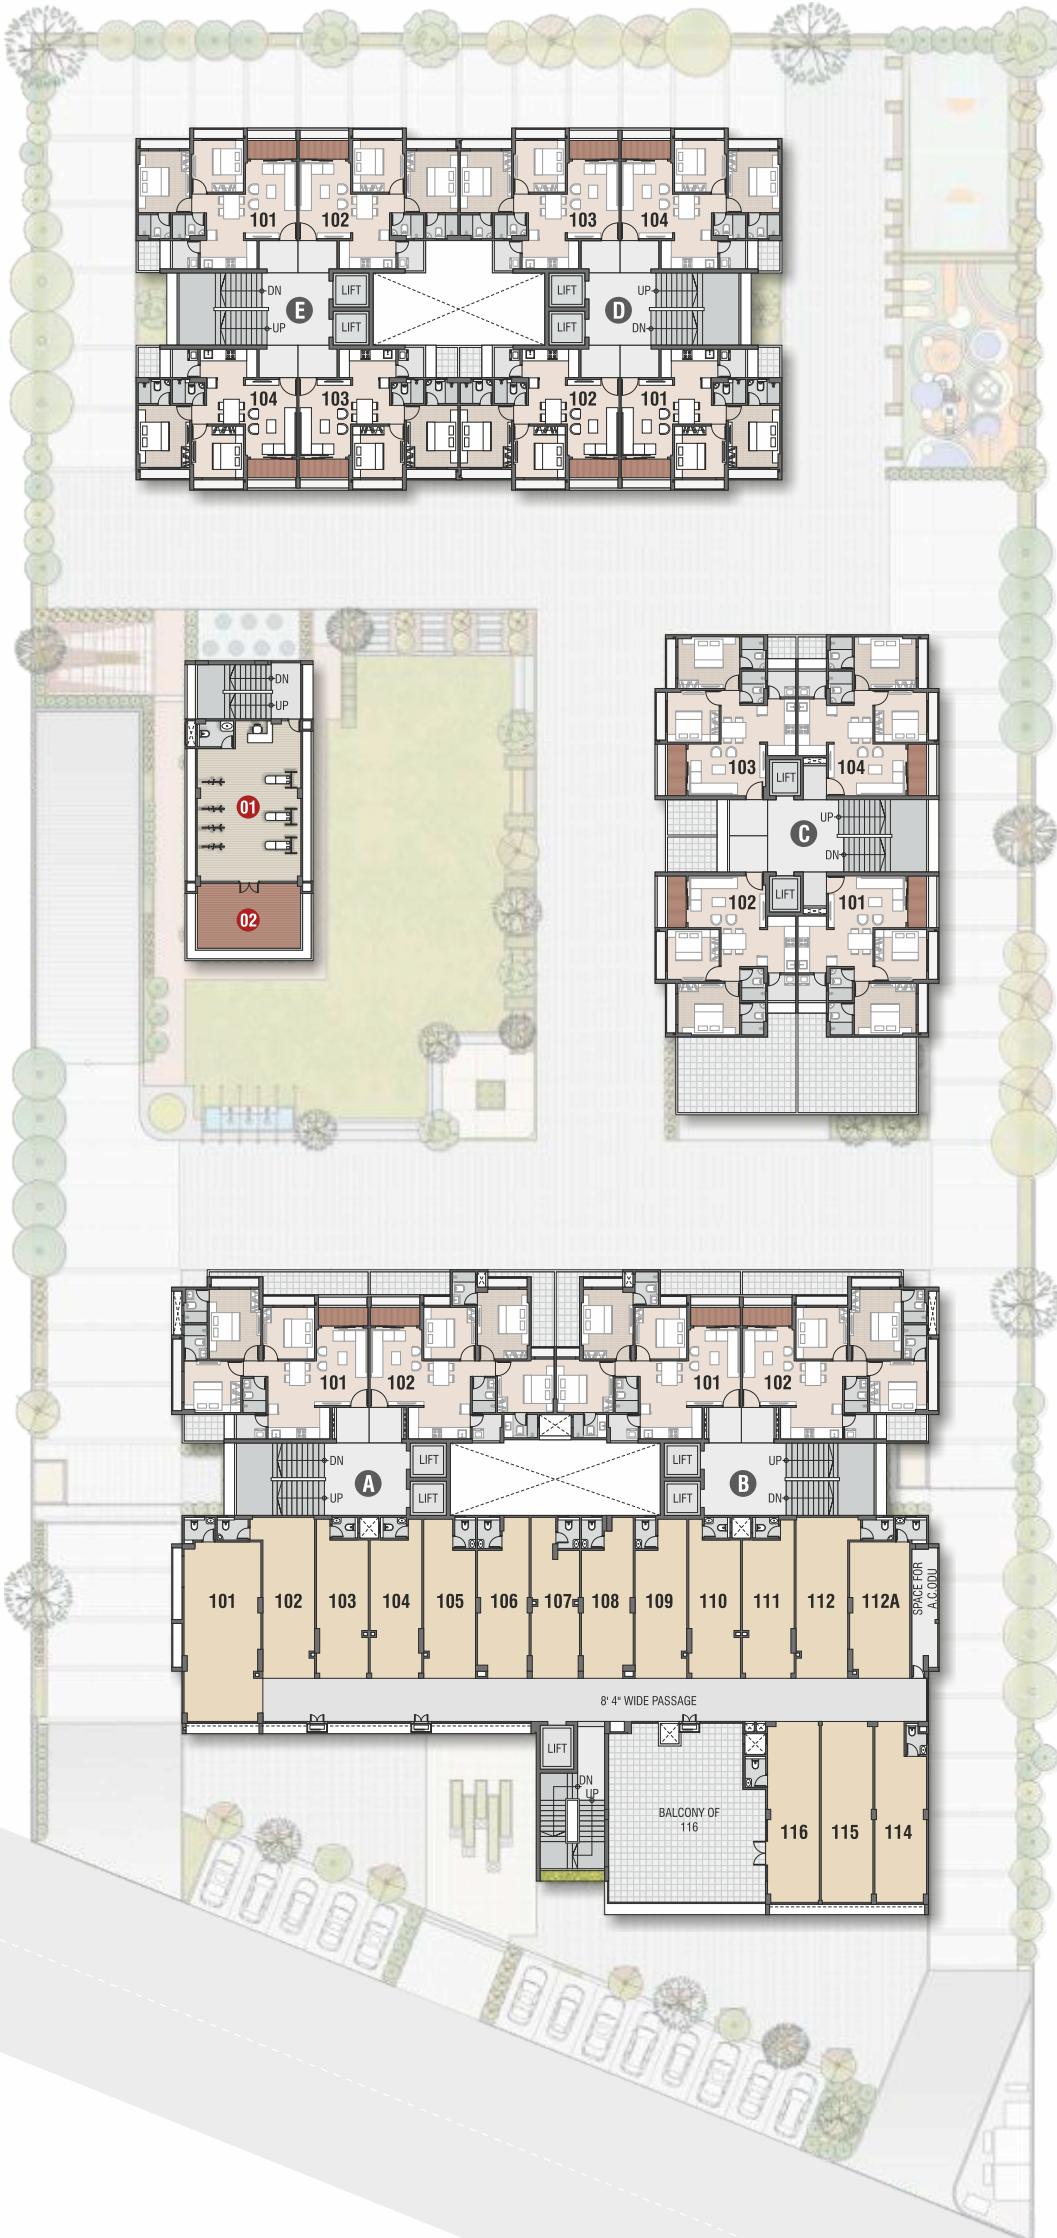 101
102
103
104
DN
LIFT
LIFT
UP
E
D
UP
LIFT
LIFT
DN
104
103
102
101
DN
UP
01
02
103
LIFT
104
UP
C
DN
102
LIFT
101
101
102
101
102
DN
LIFT
LIFT
UP
A
B
UP
LIFT
LIFT
DN
101
102
103
104
105
106
107
108
109
110
111
112
112A
SPACE FOR
A.C.ODU
8' 4" WIDE PASSAGE
LIFT
DN
UP
BALCONY OF
116
116
115
114